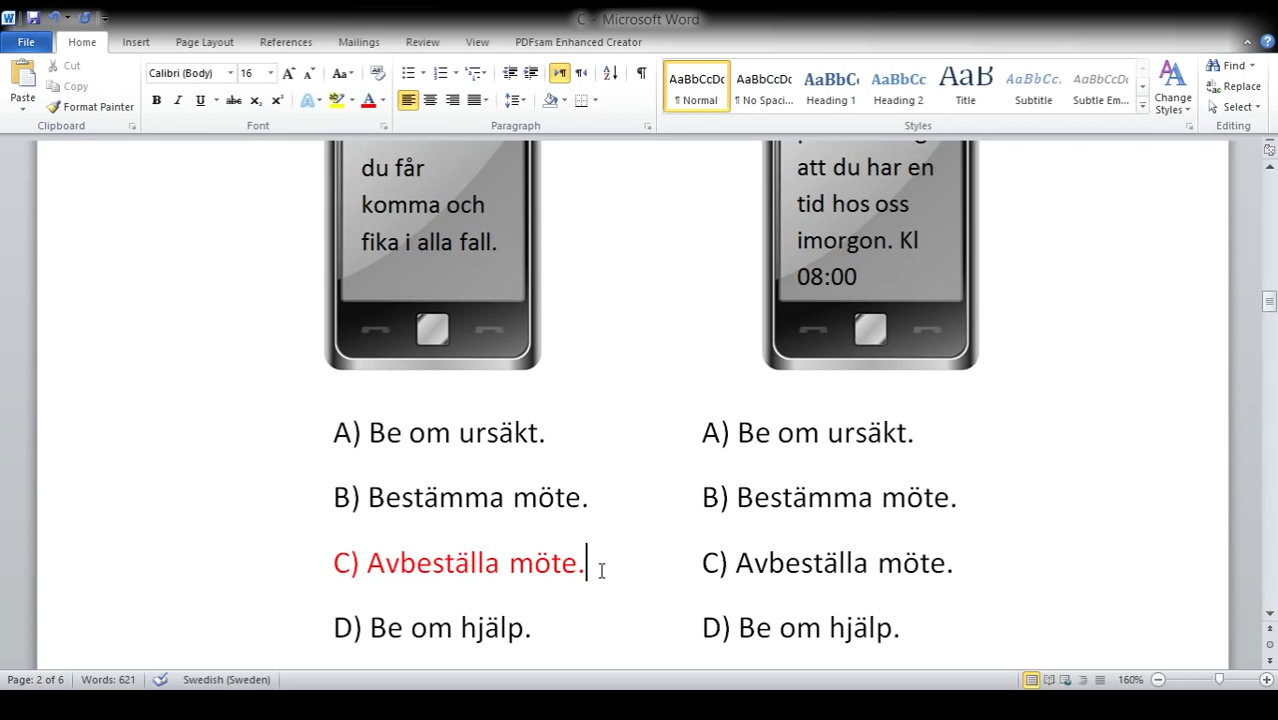 C - Microsoft Word
File Home Insert Page Layout References Mailings Review View PDFsam Enhanced Creator
Paste
Cut
Copy
Format Painter
Clipboard
Calibri (Body) 16
Font
Paragraph
AaBbCcDc AaBbCcDc AaBbC AaBbCc AaB AaBbCc. AaBbCcDc
¶ Normal ¶ No Spaci... Heading 1 Heading 2 Title Subtitle Subtle Em...
Change Styles
Styles
Find
Replace
Select
Editing
du får
komma och
fika i alla fall.
att du har en
tid hos oss
imorgon. Kl
08:00
A) Be om ursäkt.
B) Bestämma möte.
C) Avbeställa möte.
D) Be om hjälp.
A) Be om ursäkt.
B) Bestämma möte.
C) Avbeställa möte.
D) Be om hjälp.
Page: 2 of 6 Words: 621 Swedish (Sweden) 160%